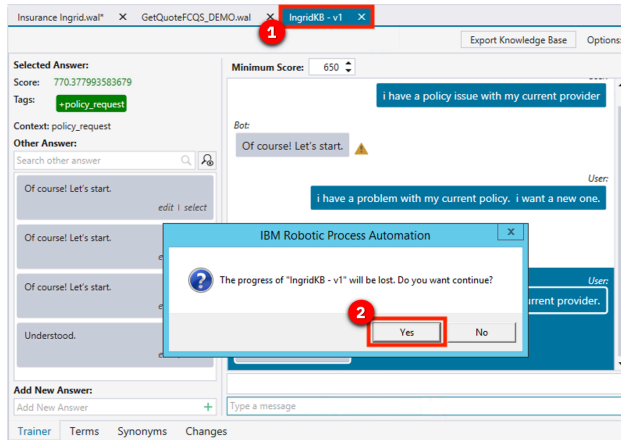 Insurance Ingrid.wal* X GetQuoteFCQS_DEMO.wal X IngridKB - v1 X
1
Export Knowledge Base Options:
Selected Answer:
Score: 770.377993583679
Tags: +policy_request
Context: policy_request
Other Answer:
Search other answer
Of course! Let's start.
edit | select
Of course! Let's start.
e
Of course! Let's start.
e
Understood.
e
Add New Answer:
Add New Answer +
Trainer Terms Synonyms Changes
Minimum Score: 650
i have a policy issue with my current provider
Bot:
Of course! Let's start.
User:
i have a problem with my current policy. i want a new one.
User:
rrent provider.
Type a message
IBM Robotic Process Automation x
The progress of "IngridKB - v1" will be lost. Do you want continue?
2
Yes No